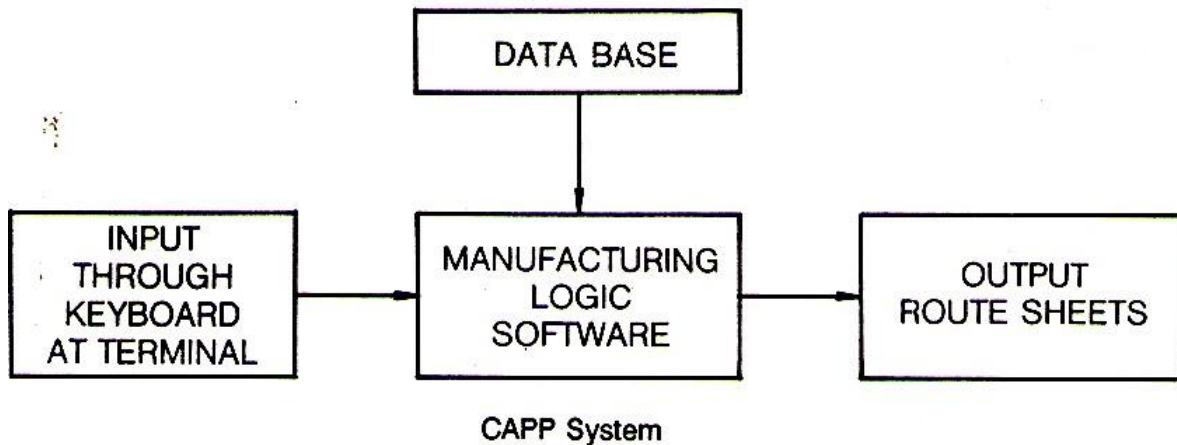 DATA BASE
INPUT
THROUGH
KEYBOARD
AT TERMINAL
MANUFACTURING
LOGIC
SOFTWARE
OUTPUT
ROUTE SHEETS
CAPP System